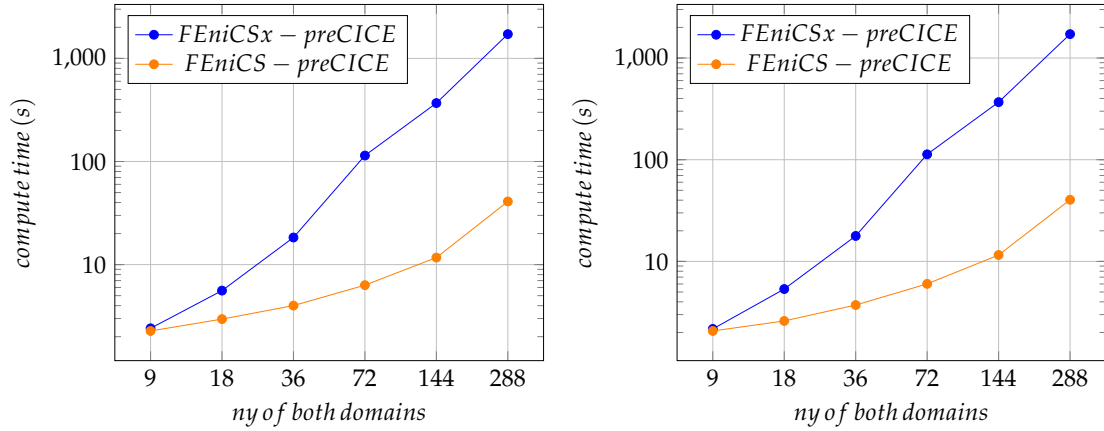 FEniCSx − preCICE
FEniCS − preCICE
1,000
100
10
compute time (s)
9 18 36 72 144 288
ny of both domains
FEniCSx − preCICE
FEniCS − preCICE
1,000
100
10
compute time (s)
9 18 36 72 144 288
ny of both domains